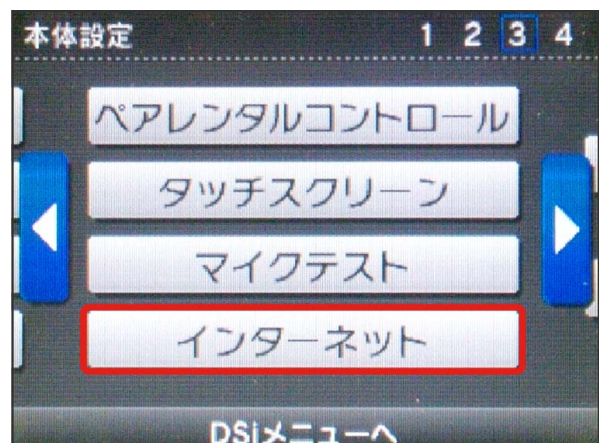 本体設定 1 2 3 4
ペアレンタルコントロール
タッチスクリーン
マイクテスト
インターネット
DSiメニューへ